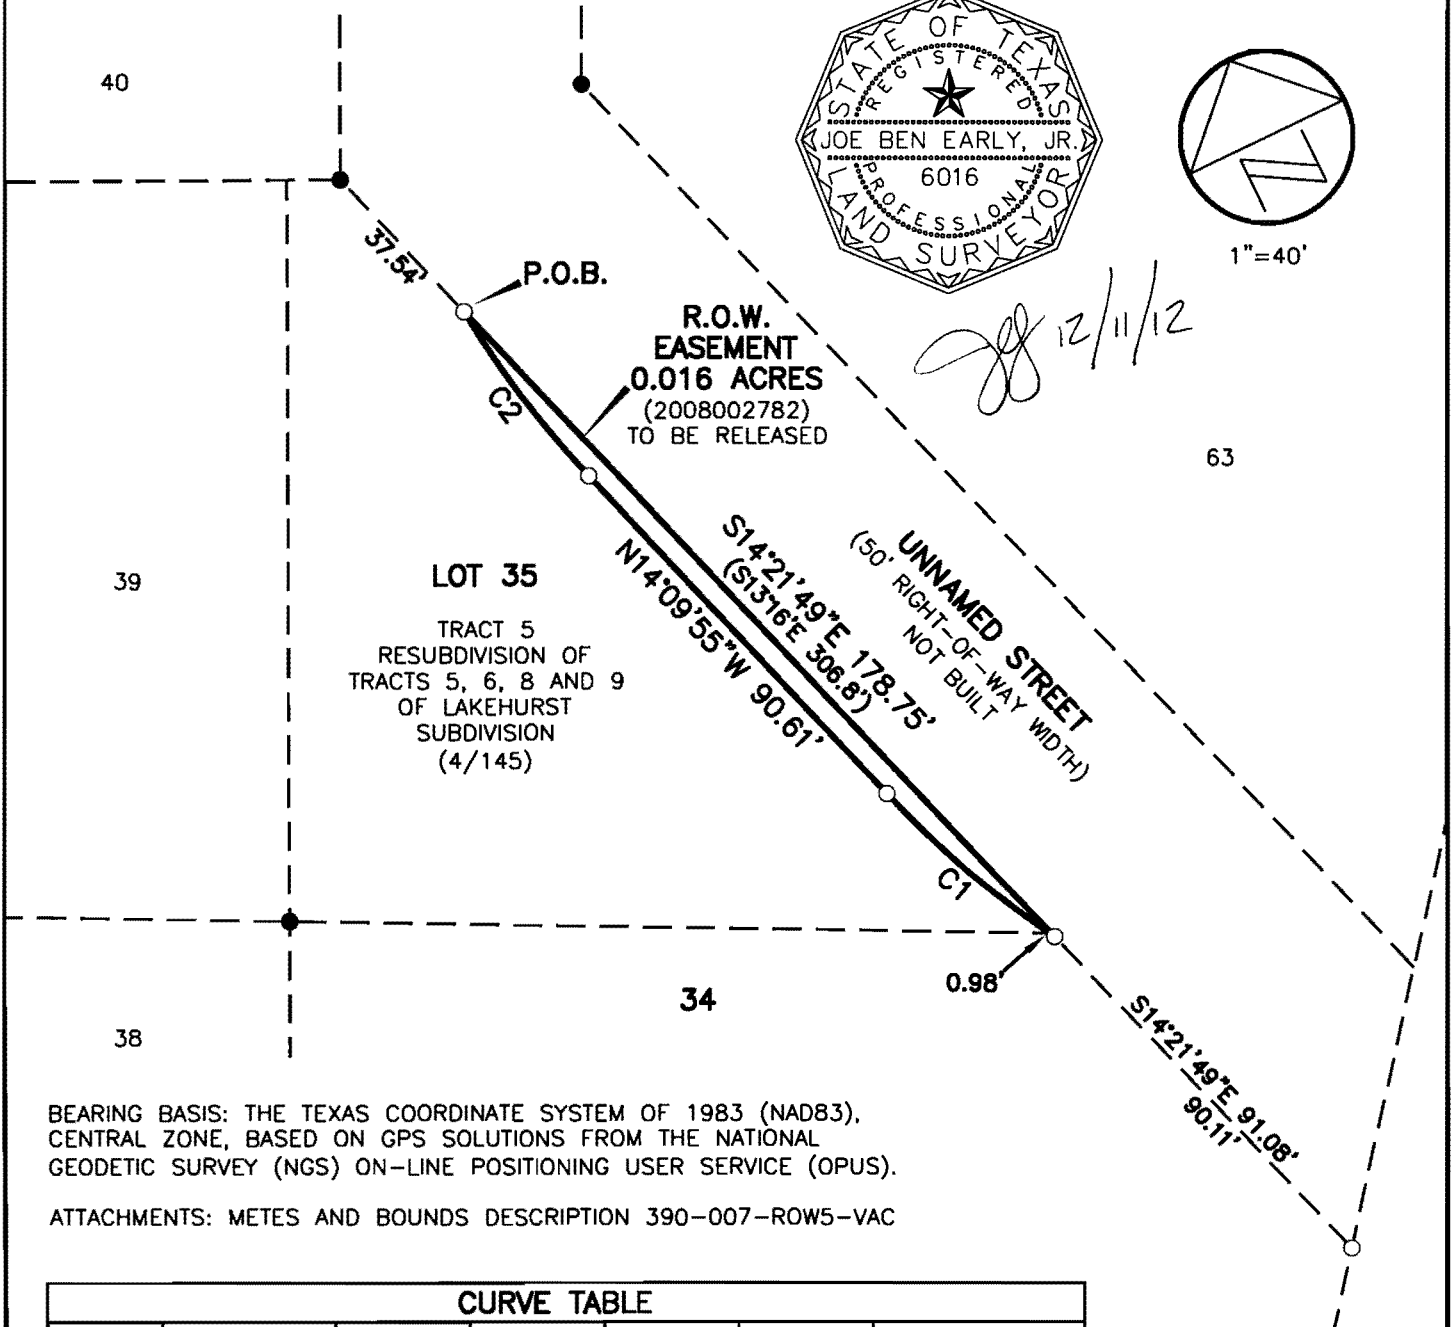 40
STATE OF TEXAS
REGISTERED
JOE BEN EARLY, JR.
6016
PROFESSIONAL
LAND SURVEYOR
N
1"=40'
12/11/12
37.54'
P.O.B.
R.O.W.
EASEMENT
0.016 ACRES
(2008002782)
TO BE RELEASED
C2
63
39
LOT 35
TRACT 5
RESUBDIVISION OF
TRACTS 5, 6, 8 AND 9
OF LAKEHURST
SUBDIVISION
(4/145)
S14°21'49"E 178.75'
(S13°16'E 306.8')
N14°09'55"W 90.61'
UNNAMED STREET
(50' RIGHT-OF-WAY WIDTH)
NOT BUILT
C1
0.98'
34
38
S14°21'49"E 91.08'
90.11'
BEARING BASIS: THE TEXAS COORDINATE SYSTEM OF 1983 (NAD83),
CENTRAL ZONE, BASED ON GPS SOLUTIONS FROM THE NATIONAL
GEODETIC SURVEY (NGS) ON-LINE POSITIONING USER SERVICE (OPUS).
ATTACHMENTS: METES AND BOUNDS DESCRIPTION 390-007-ROW5-VAC
CURVE TABLE